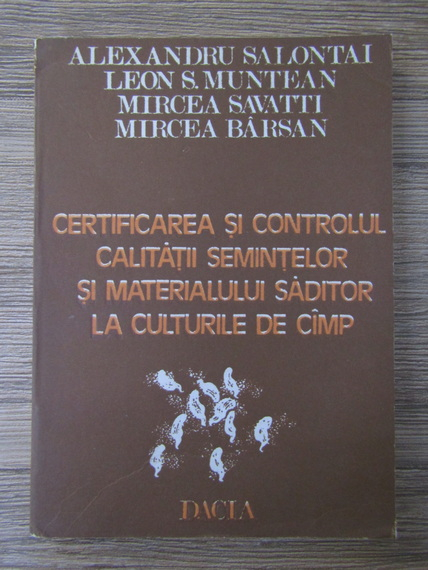 ALEXANDRU SALONTAI
LEON S. MUNTEAN
MIRCEA SAVATTI
MIRCEA BÂRSAN
CERTIFICAREA ȘI CONTROLUL
CALITĂȚII SEMINȚELOR
ȘI MATERIALULUI SĂDITOR
LA CULTURILE DE CÎMP
DACIA